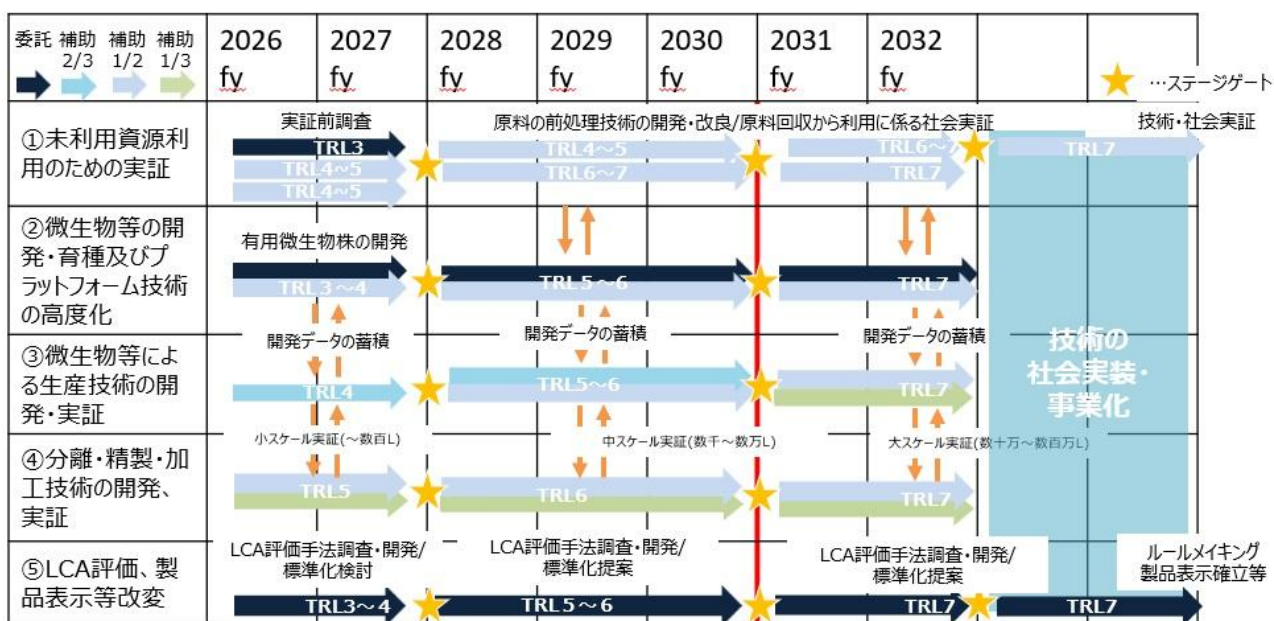 委託 補助 補助 補助
2/3 1/2 1/3
2026 2027 2028 2029 2030 2031 2032
fy fy fy fy fy fy fy
…ステージゲート
①未利用資源利
用のための実証
実証前調査
原料の前処理技術の開発・改良/原料回収から利用に係る社会実証
技術・社会実証
TRL3
TRL4~5
TRL4~5
TRL4～5
TRL6～7
TRL6～7
TRL7
TRL7
②微生物等の開
発・育種及びプ
ラットフォーム技術
の高度化
有用微生物株の開発
TRL3～4
TRL5～6
TRL7
開発データの蓄積
開発データの蓄積
開発データの蓄積
③微生物等によ
る生産技術の開
発・実証
TRL4
TRL5～6
TRL7
技術の
社会実装・
事業化
小スケール実証(～数百L)
中スケール実証(数千～数万L)
大スケール実証(数十万～数百万L)
④分離・精製・加
工技術の開発、
実証
TRL5
TRL6
TRL7
⑤LCA評価、製
品表示等改変
LCA評価手法調査・開発/
標準化検討
LCA評価手法調査・開発/
標準化提案
LCA評価手法調査・開発/
標準化提案
ルールメイキング
製品表示確立等
TRL3～4
TRL5～6
TRL7
TRL7